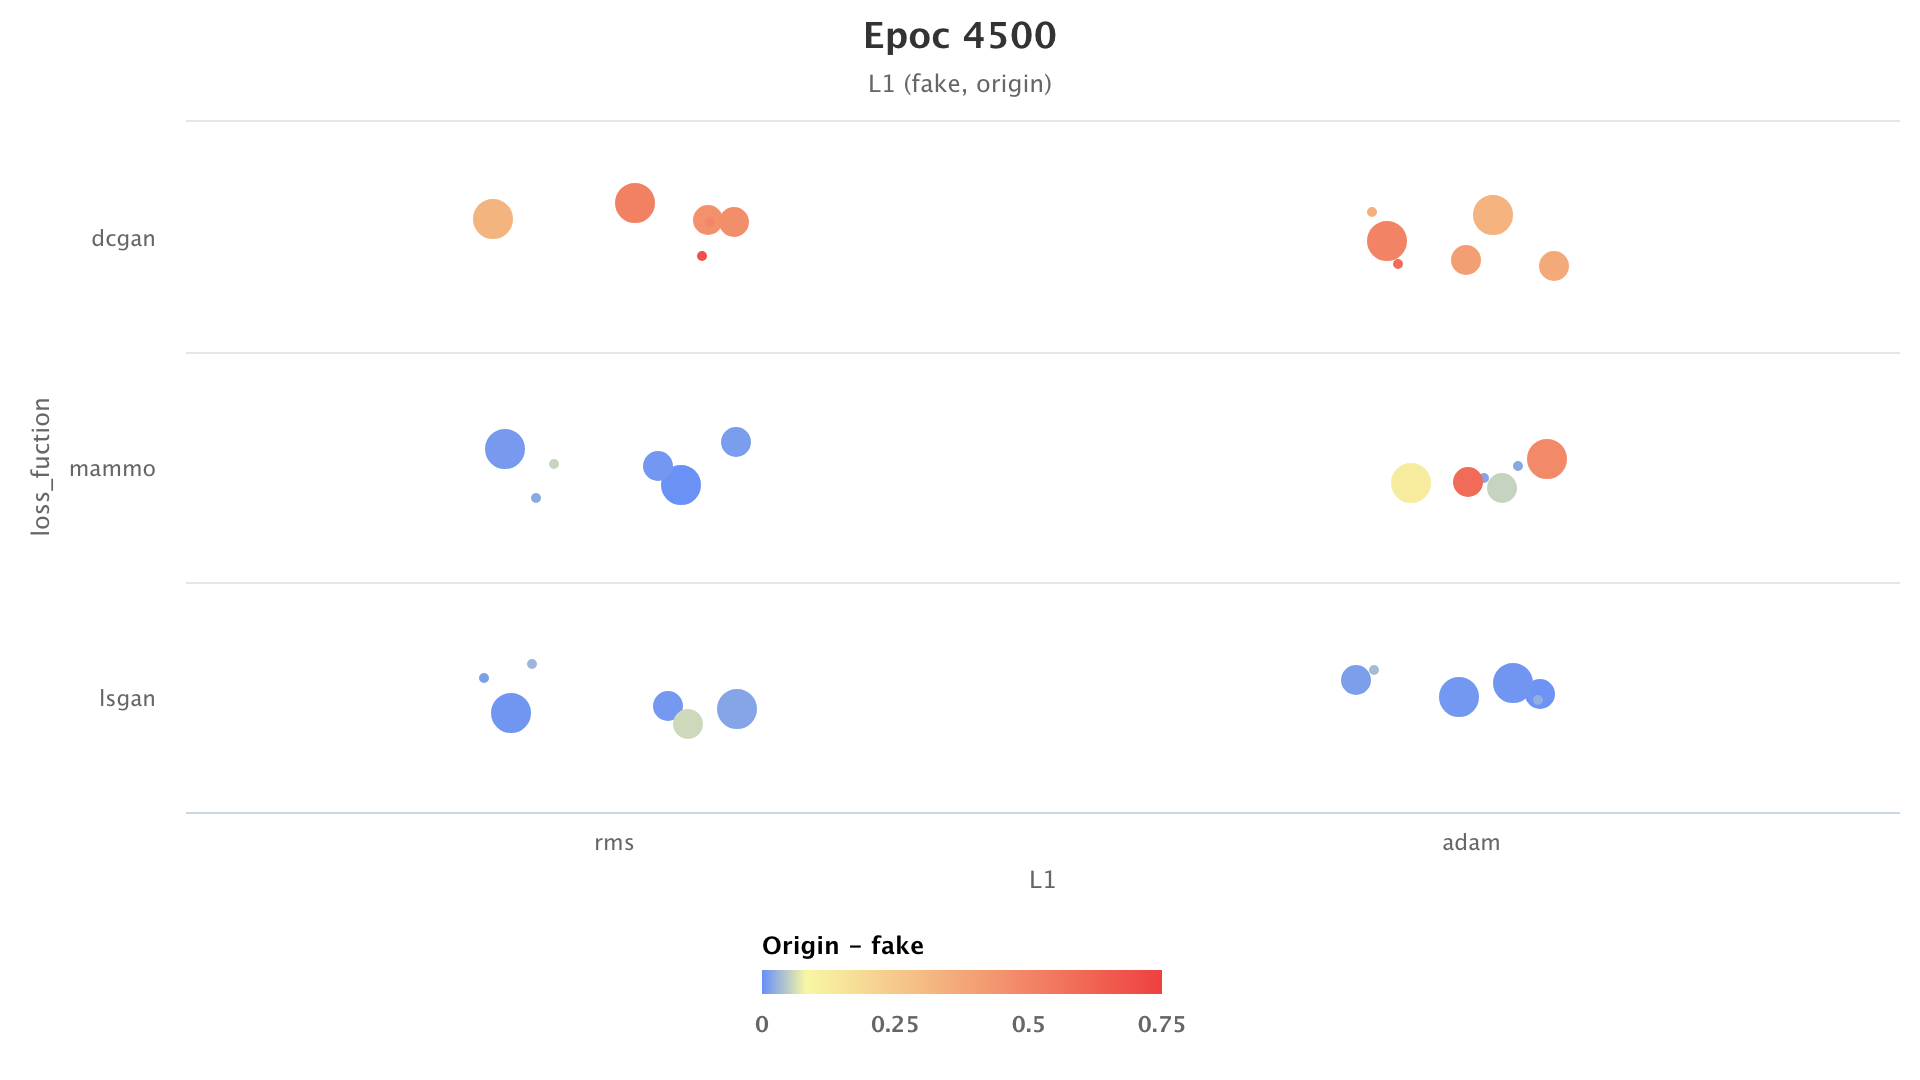 Epoc 4500
L1 (fake, origin)
loss_fuction
dcgan
mammo
lsgan
rms
adam
L1
Origin – fake
0
0.25
0.5
0.75